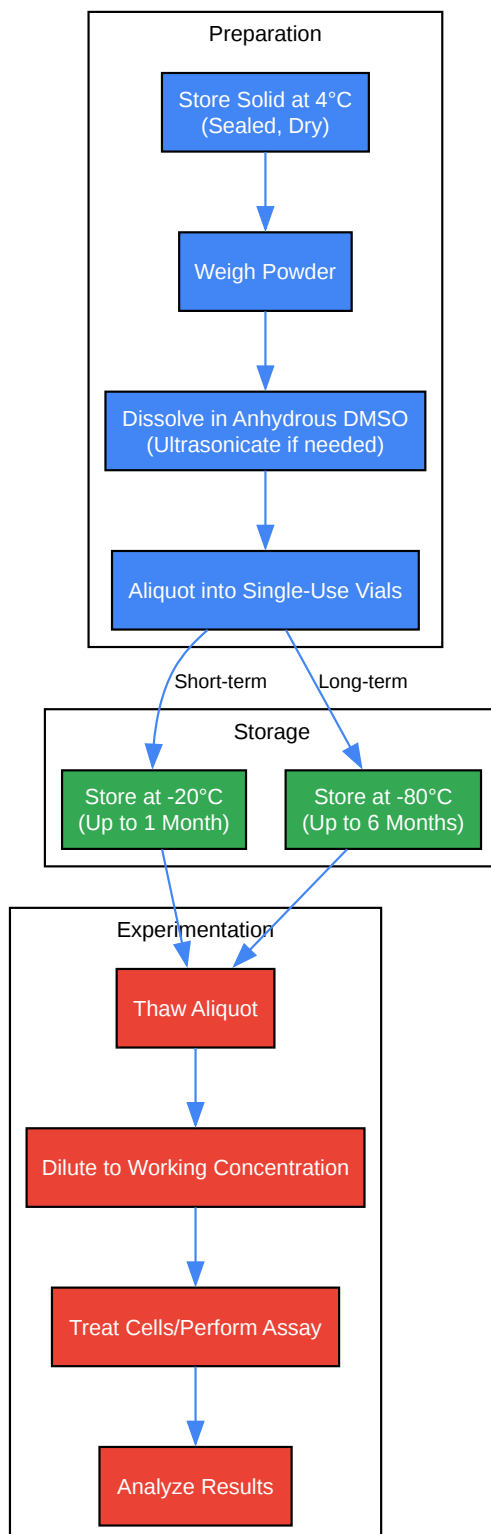 Preparation
Store Solid at 4°C
(Sealed, Dry)
Weigh Powder
Dissolve in Anhydrous DMSO
(Ultrasonicate if needed)
Aliquot into Single-Use Vials
Short-term
Long-term
Storage
Store at -20°C
(Up to 1 Month)
Store at -80°C
(Up to 6 Months)
Experimentation
Thaw Aliquot
Dilute to Working Concentration
Treat Cells/Perform Assay
Analyze Results